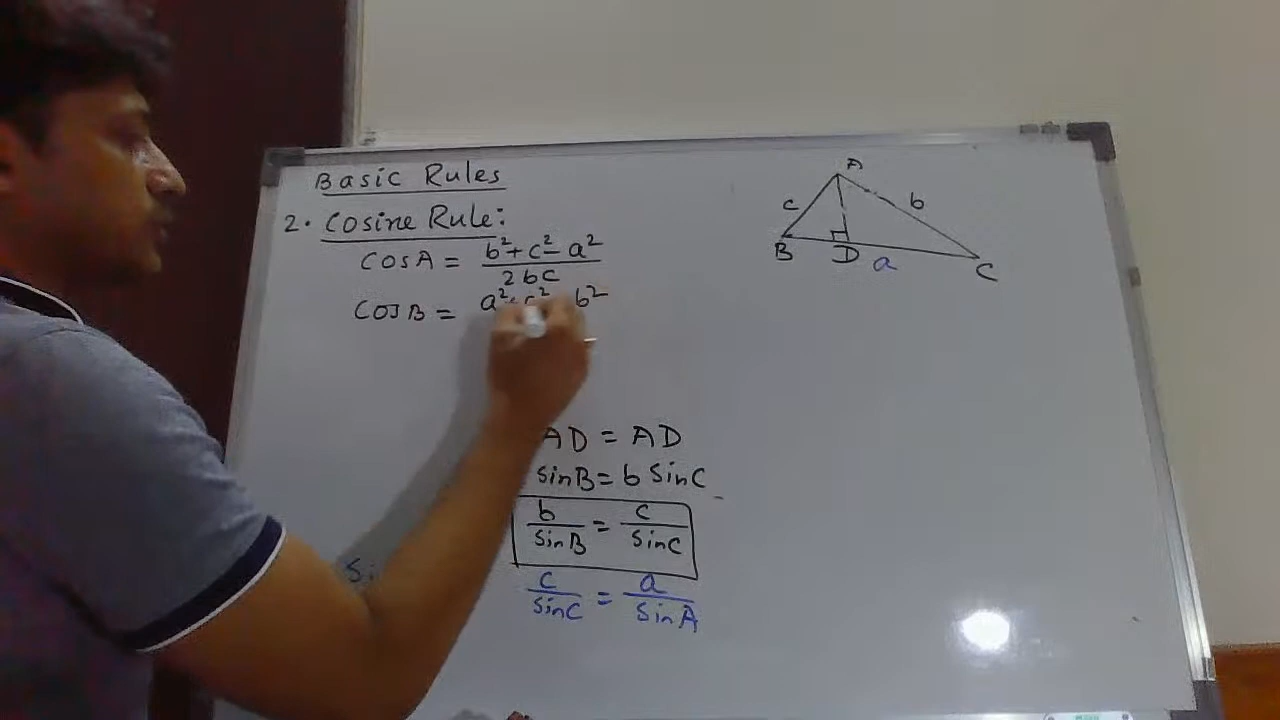 Basic Rules
2. Cosine Rule:
cosA = b²+c²-a² / 2bc
cosB = a² c² b²
AD = AD
sinB = b sinC
b/sinB = c/sinC
c/sinC = a/sinA
A
c
b
B
D
a
C